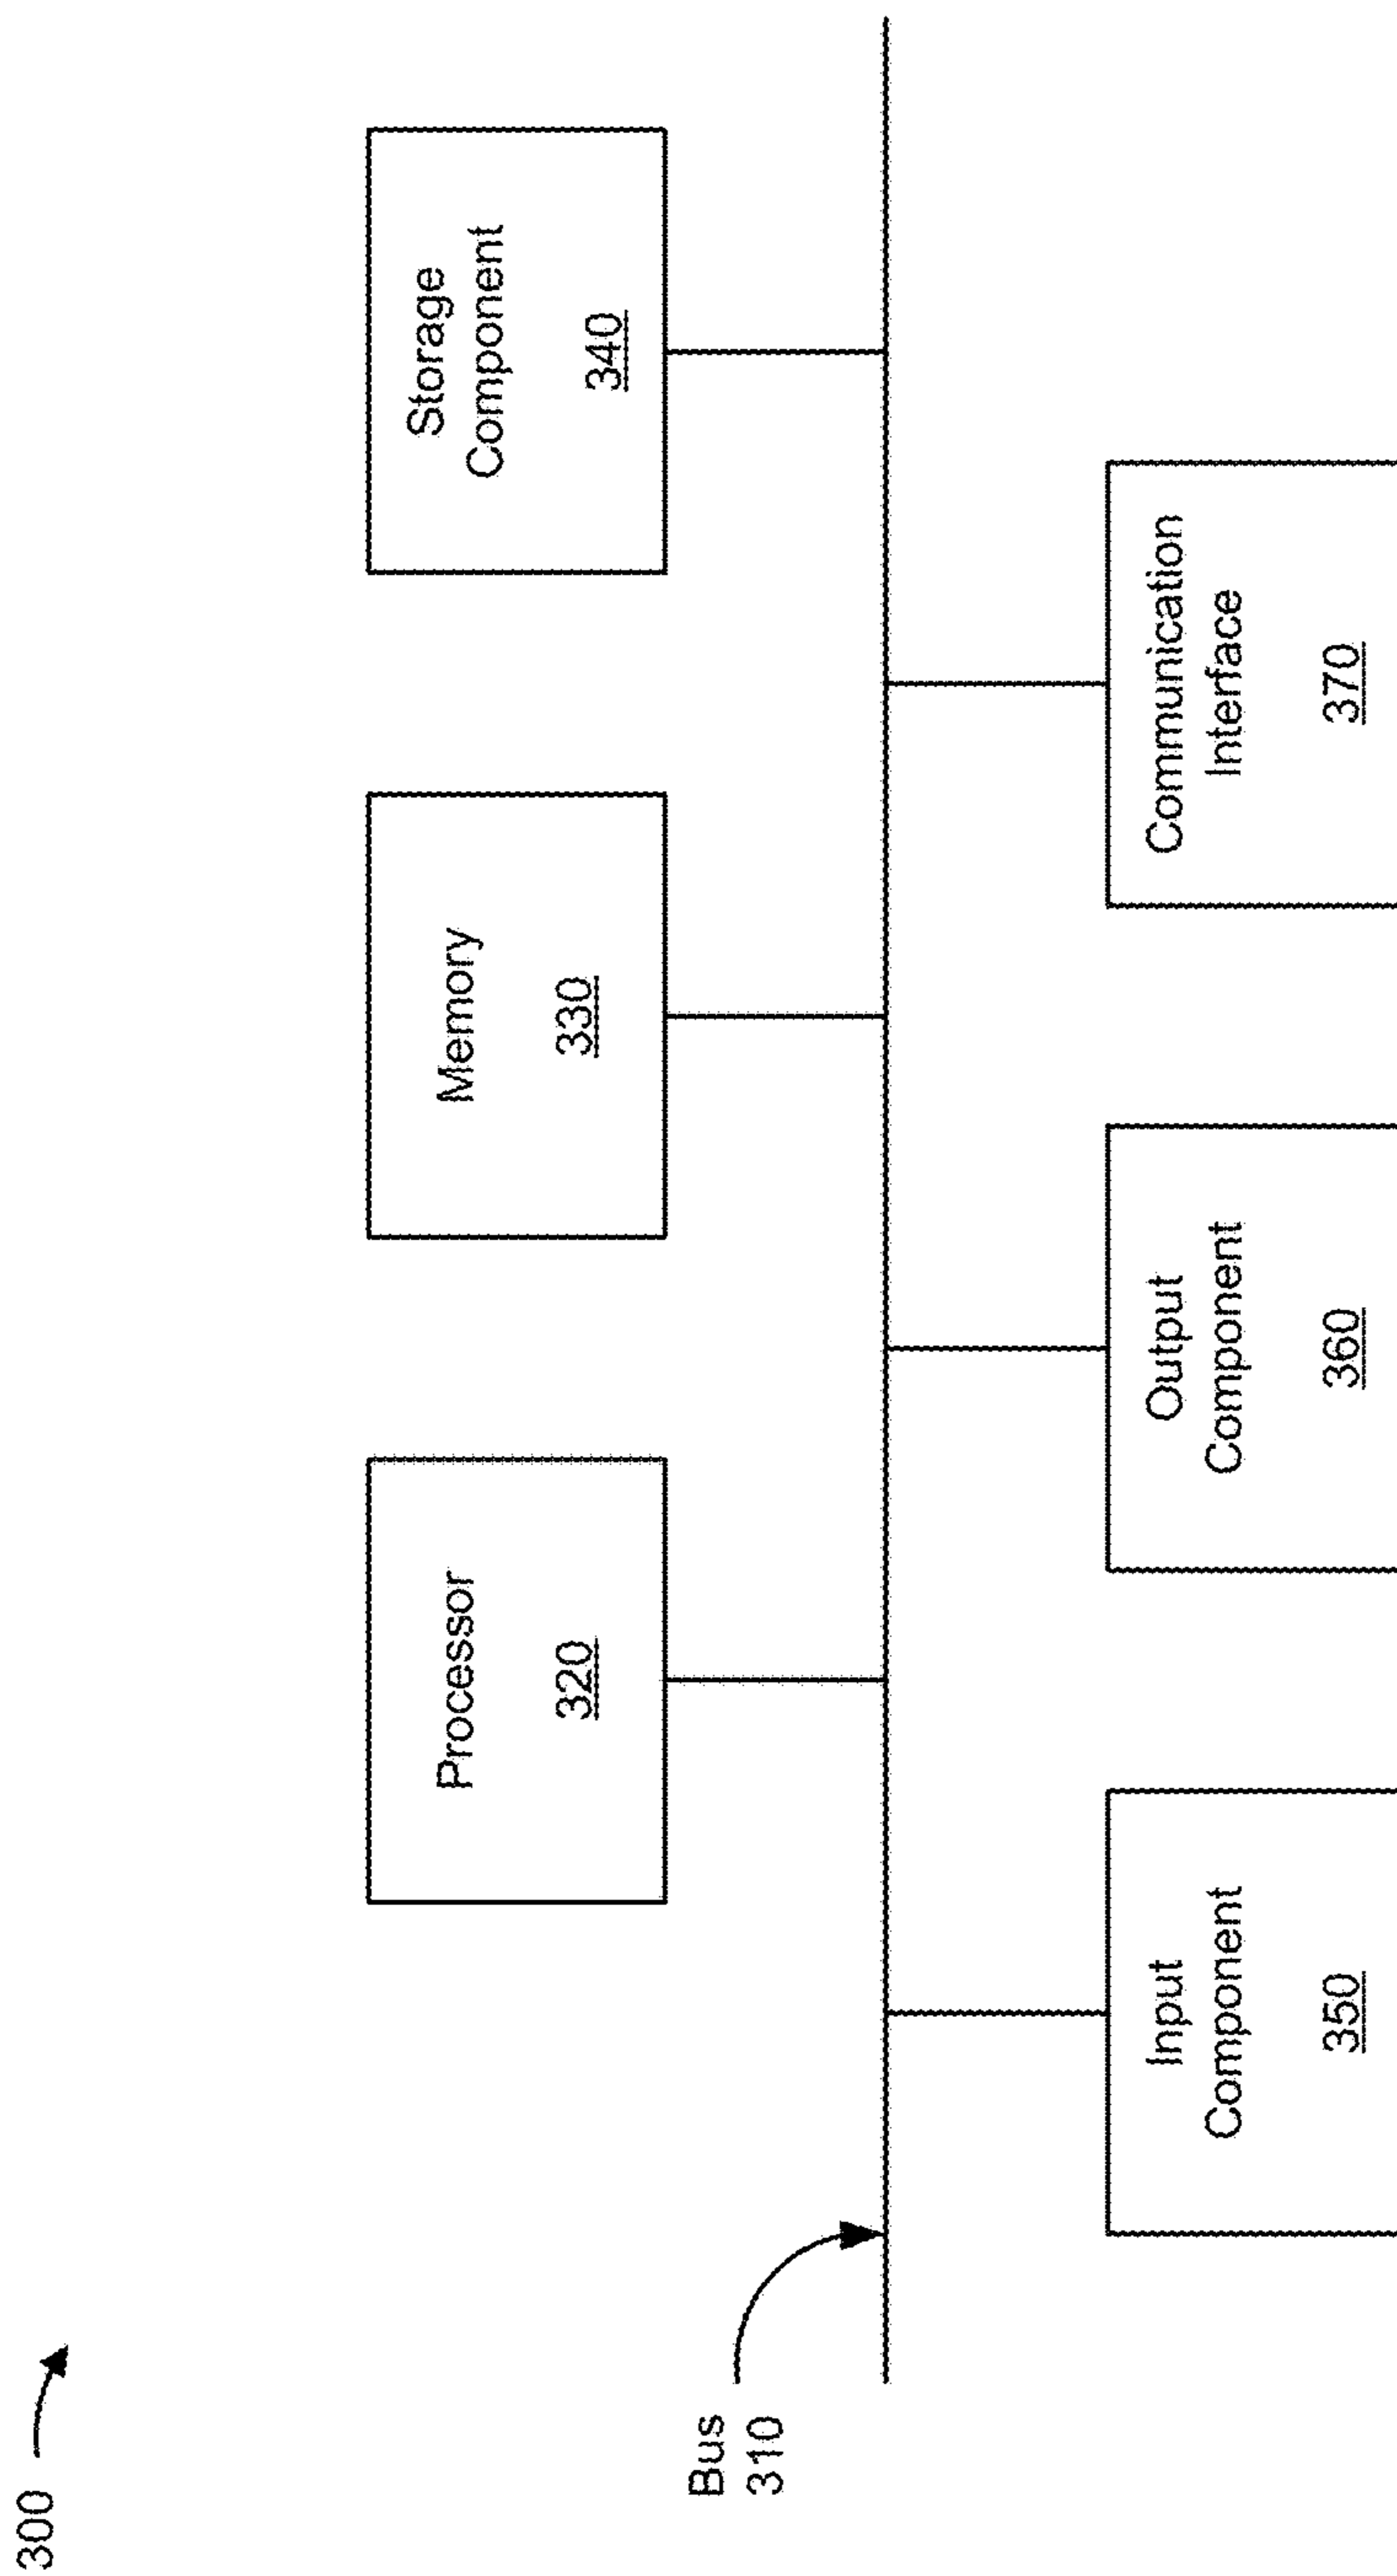 300
Processor
320
Memory
330
Storage
Component
340
Bus
310
Input
Component
350
Output
Component
360
Communication
Interface
370